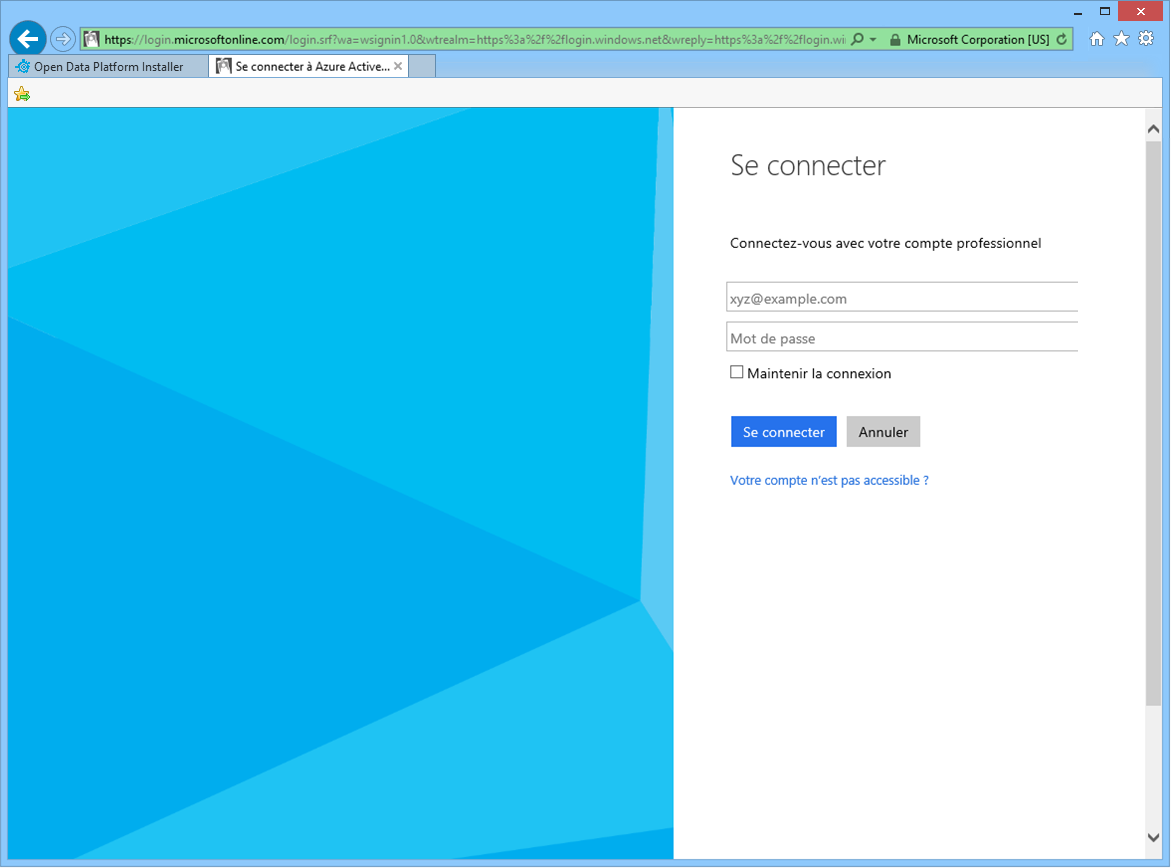 https://login.microsoftonline.com/login.srf?wa=wsignin1.0&wtrealm=https%3a%2f%2flogin.windows.net&wreply=https%3a%2f%2flogin.wi
Microsoft Corporation [US]
Open Data Platform Installer
Se connecter à Azure Active...
Se connecter
Connectez-vous avec votre compte professionnel
xyz@example.com
Mot de passe
Maintenir la connexion
Se connecter
Annuler
Votre compte n'est pas accessible ?